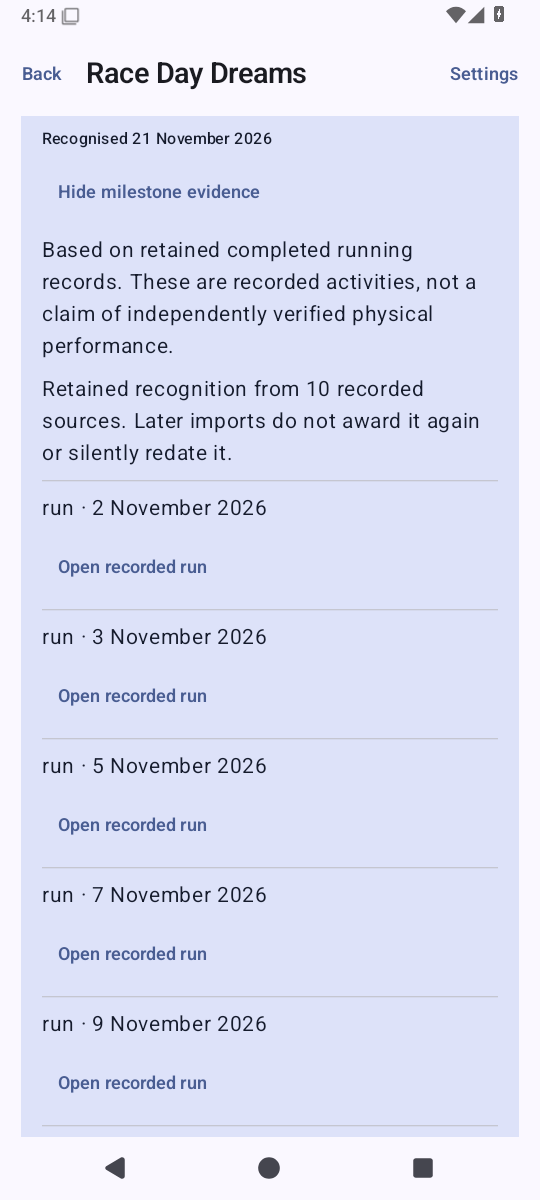 4:14
Back Race Day Dreams Settings
Recognised 21 November 2026
Hide milestone evidence
Based on retained completed running
records. These are recorded activities, not a
claim of independently verified physical
performance.
Retained recognition from 10 recorded
sources. Later imports do not award it again
or silently redate it.
run · 2 November 2026
Open recorded run
run · 3 November 2026
Open recorded run
run · 5 November 2026
Open recorded run
run · 7 November 2026
Open recorded run
run · 9 November 2026
Open recorded run